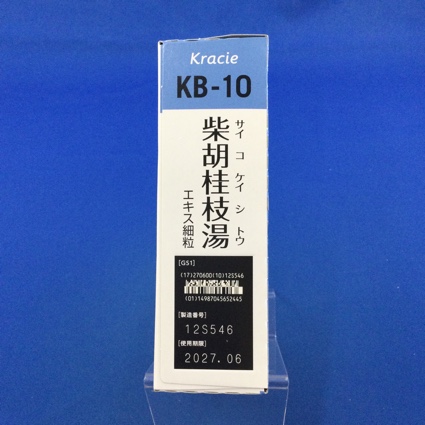 Kracie
KB-10
柴胡桂枝湯
サイ コ ケイ シ トウ
エキス細粒
[GS1]
(17)270600(10)12S546
(01)14987045652445
[製造番号]
12S546
[使用期限]
2027.06